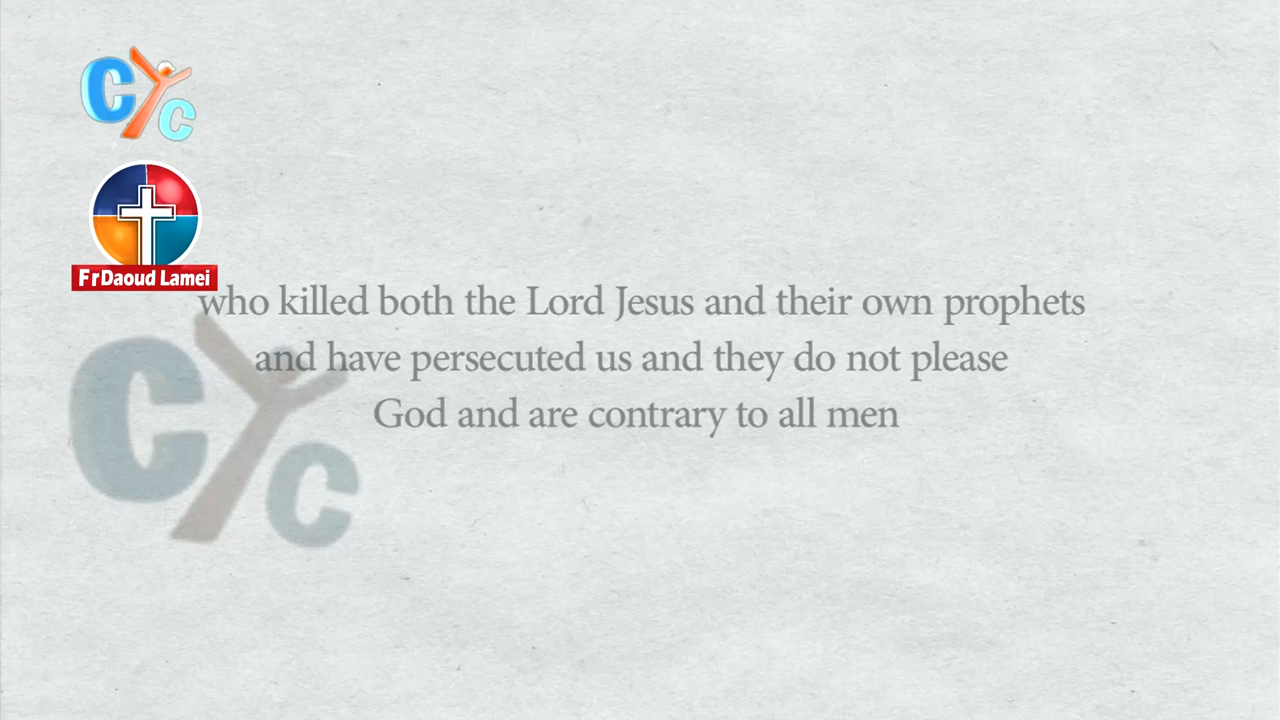 CYC
FrDaoud Lamei
who killed both the Lord Jesus and their own prophets
and have persecuted us and they do not please
God and are contrary to all men
CYC